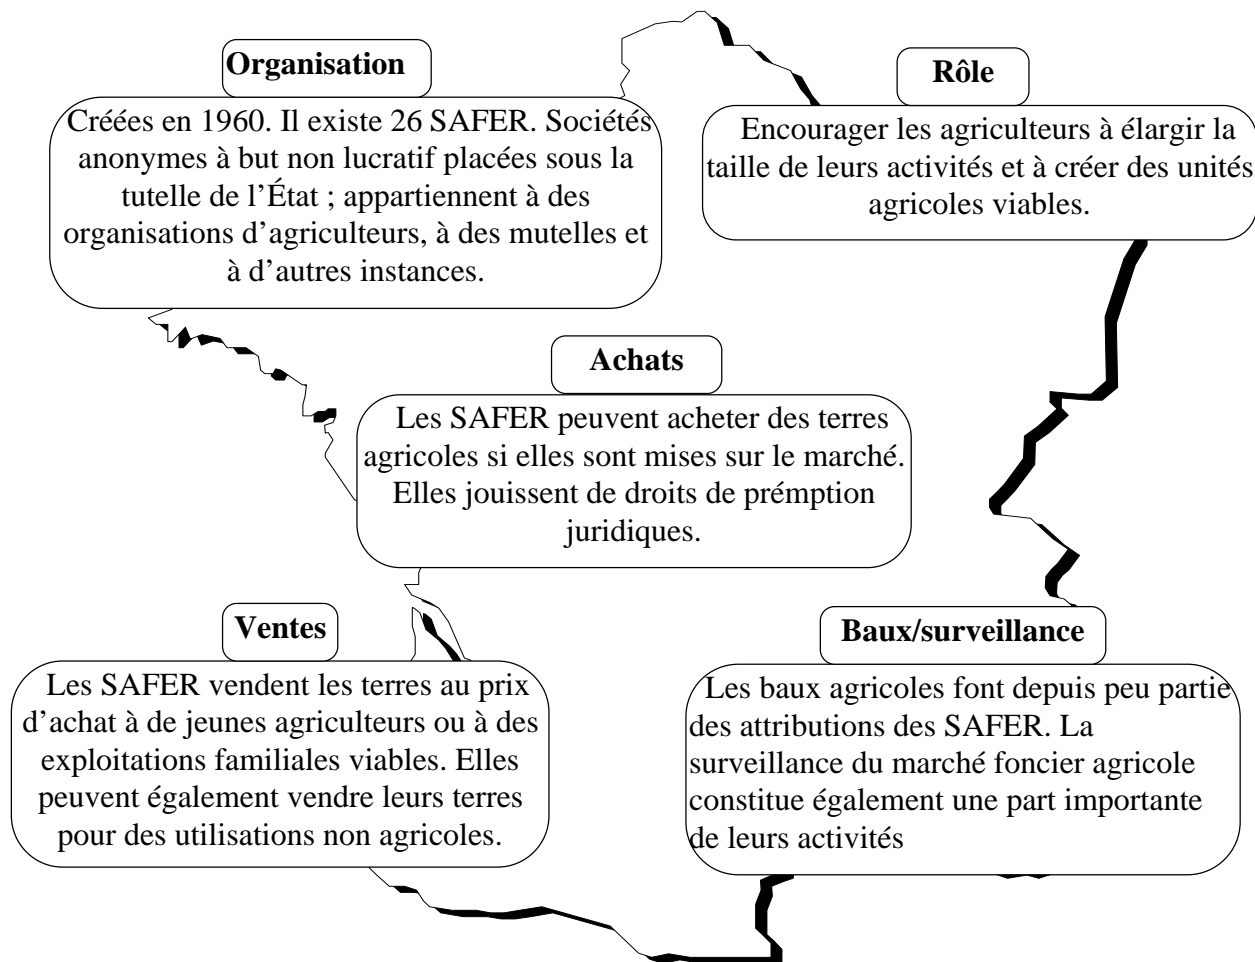 Organisation
Créées en 1960. Il existe 26 SAFER. Sociétés
anonymes à but non lucratif placées sous la
tutelle de l’État ; appartiennent à des
organisations d’agriculteurs, à des mutelles et
à d’autres instances.
Rôle
Encourager les agriculteurs à élargir la
taille de leurs activités et à créer des unités
agricoles viables.
Achats
Les SAFER peuvent acheter des terres
agricoles si elles sont mises sur le marché.
Elles jouissent de droits de prémption
juridiques.
Ventes
Les SAFER vendent les terres au prix
d’achat à de jeunes agriculteurs ou à des
exploitations familiales viables. Elles
peuvent également vendre leurs terres
pour des utilisations non agricoles.
Baux/surveillance
Les baux agricoles font depuis peu partie
des attributions des SAFER. La
surveillance du marché foncier agricole
constitue également une part importante
de leurs activités